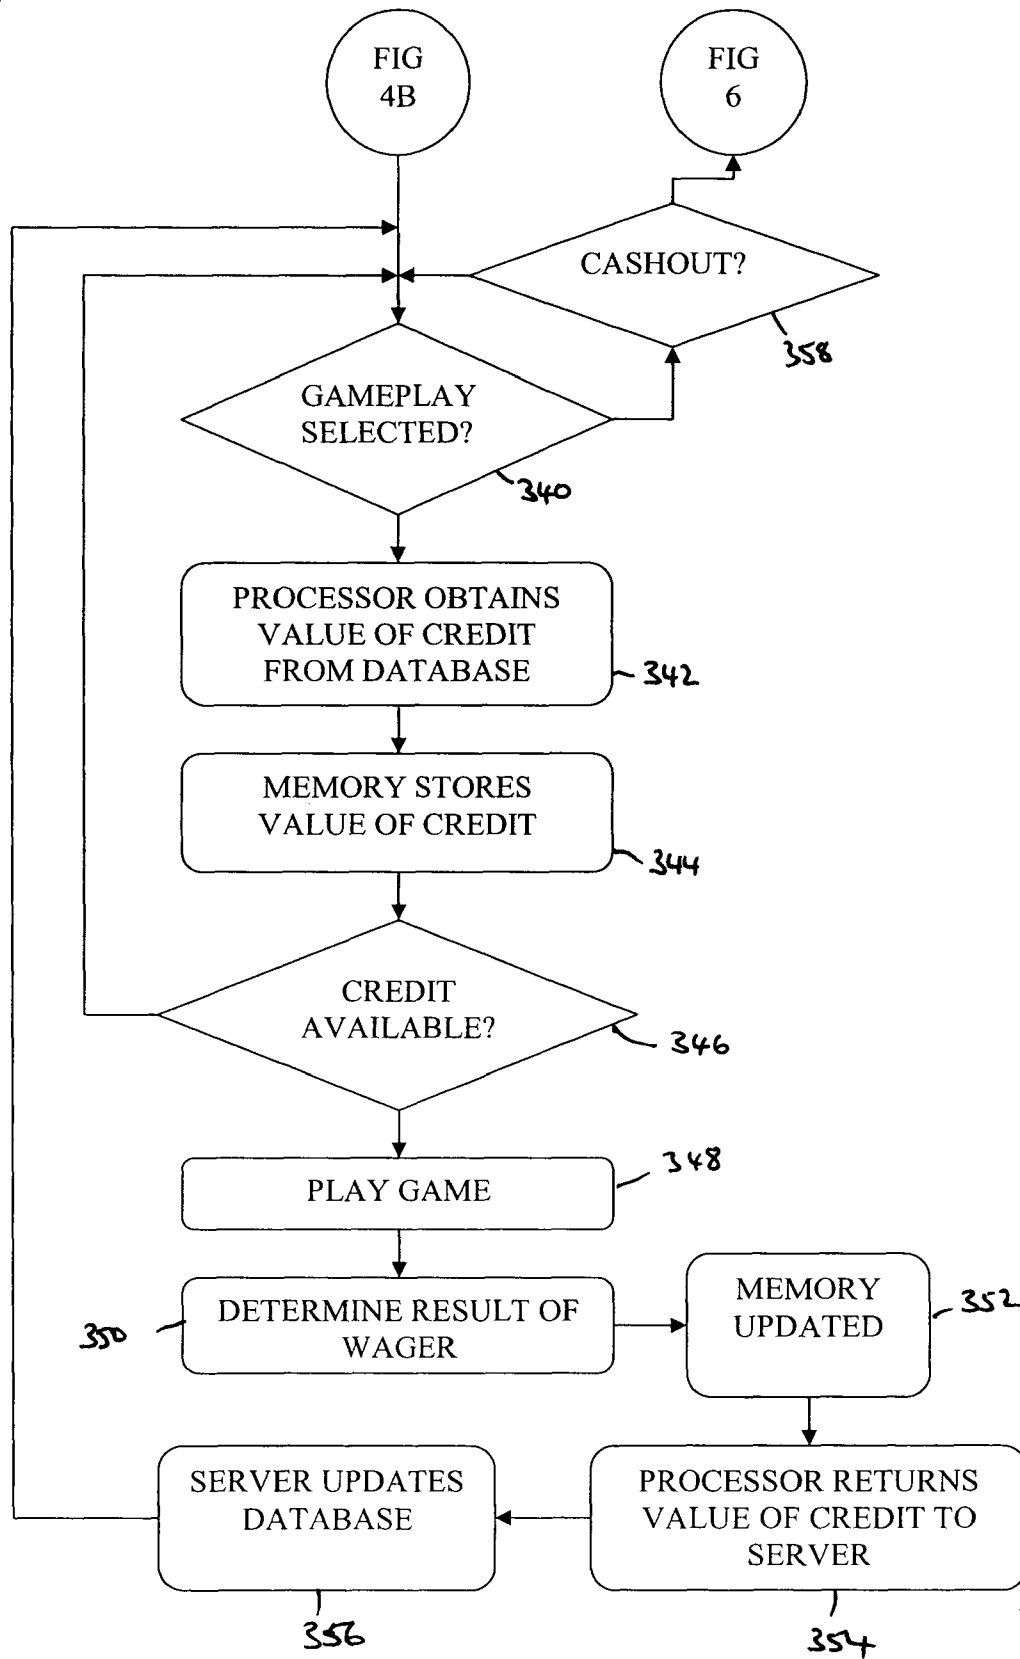 FIG
4B
FIG
6
CASHOUT?
358
GAMEPLAY
SELECTED?
340
PROCESSOR OBTAINS
VALUE OF CREDIT
FROM DATABASE
342
MEMORY STORES
VALUE OF CREDIT
344
CREDIT
AVAILABLE?
346
PLAY GAME
348
DETERMINE RESULT OF
WAGER
350
MEMORY
UPDATED
352
PROCESSOR RETURNS
VALUE OF CREDIT TO
SERVER
354
SERVER UPDATES
DATABASE
356